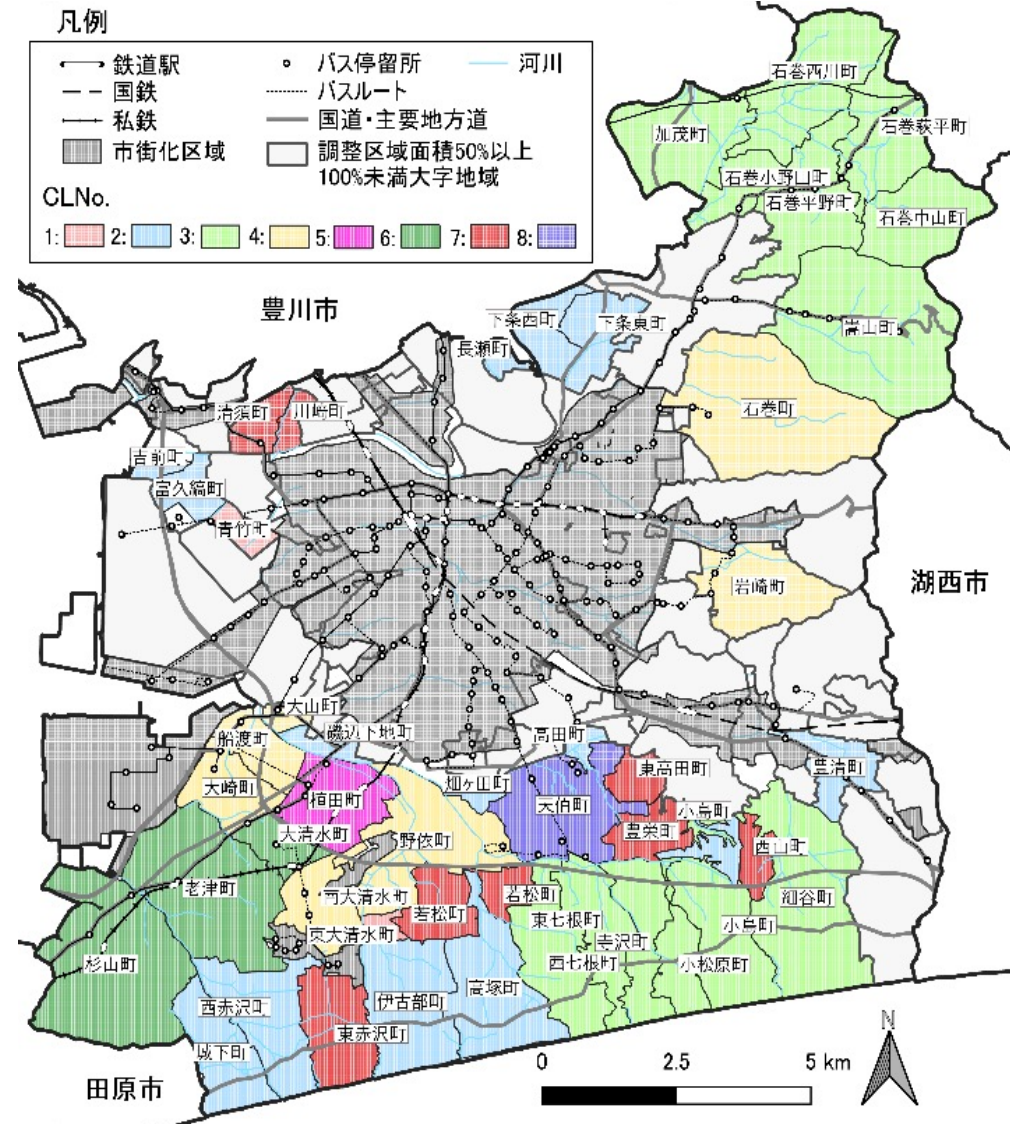 凡例
鉄道駅
バス停留所
河川
国鉄
バスルート
私鉄
国道・主要地方道
市街化区域
調整区域面積50%以上
100%未満大字地域
CLNo.
1: 2: 3: 4: 5: 6: 7: 8:
石巻西川町
加茂町
石巻萩平町
石巻小野田町
石巻平野町
石巻中山町
豊川市
下条西町
下条東町
嵩山町
長瀬町
清須町
川崎町
石巻町
吉前町
富久縞町
青竹町
岩崎町
湖西市
大山町
船渡町
磯辺下地町
高田町
大崎町
植田町
畑ヶ田町
天伯町
東高田町
豊清町
小島町
大清水町
野依町
豊栄町
西山町
老津町
南大清水町
若松町
若松町
東七根町
細谷町
東大清水町
寺沢町
小島町
杉山町
西七根町
小松原町
西赤沢町
伊古部町
高塚町
東赤沢町
城下町
田原市
N
0 2.5 5 km